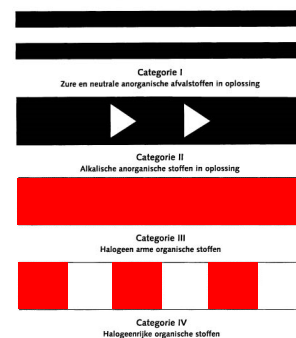 Categorie I
Zure en neutrale anorganische afvalstoffen in oplossing
Categorie II
Alkalische anorganische stoffen in oplossing
Categorie III
Halogeen arme organische stoffen
Categorie IV
Halogeenrijke organische stoffen